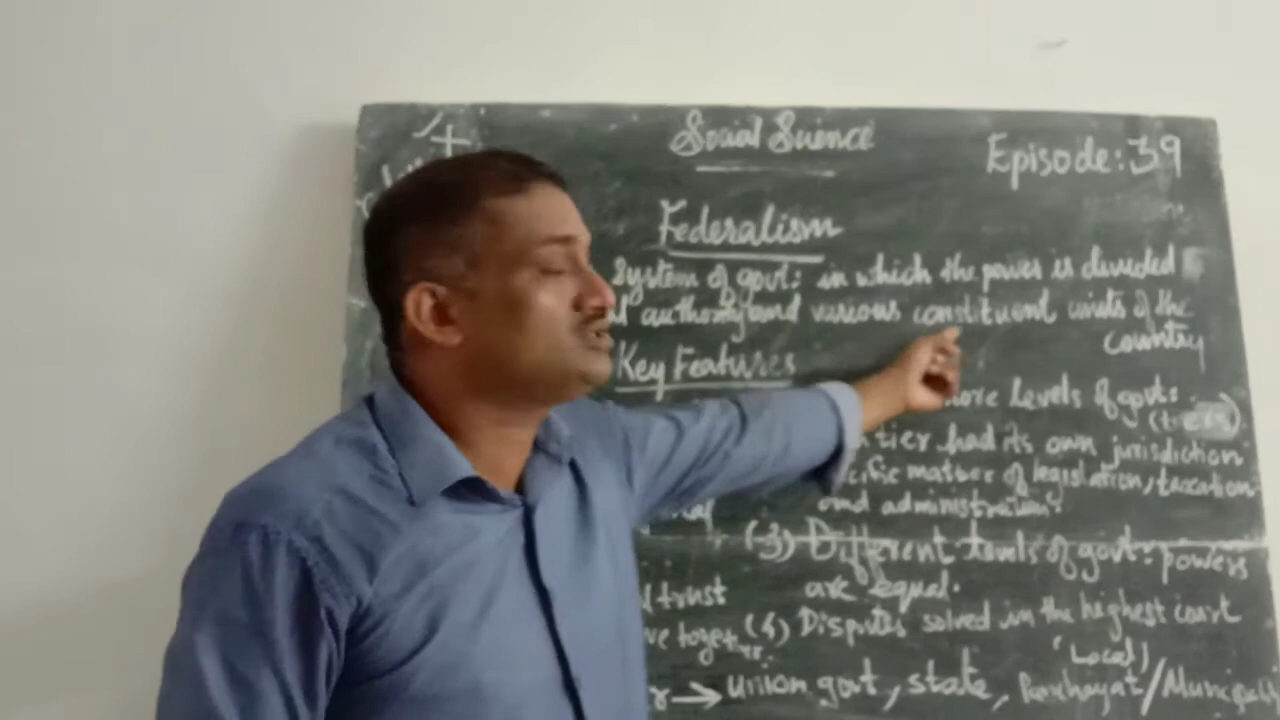 Social Science
Episode: 39
Federalism
System of govt: in which the power is divided
authority and various constituent units of the
country
Key Features
more levels of govt:
(tiers)
tier had its own jurisdiction
cific matter of legislation, taxation
and administration.
(3) Different levels of govt: powers
are equal.
trust
(4) Disputes solved in the highest court
(Local)
→ union govt, state, Panchayat/Municipali